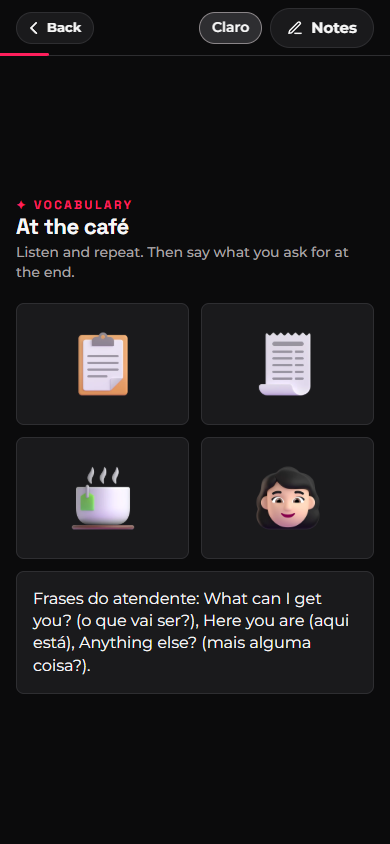 Back
Claro
Notes
VOCABULARY
At the café
Listen and repeat. Then say what you ask for at
the end.
Frases do atendente: What can I get
you? (o que vai ser?), Here you are (aqui
está), Anything else? (mais alguma
coisa?).